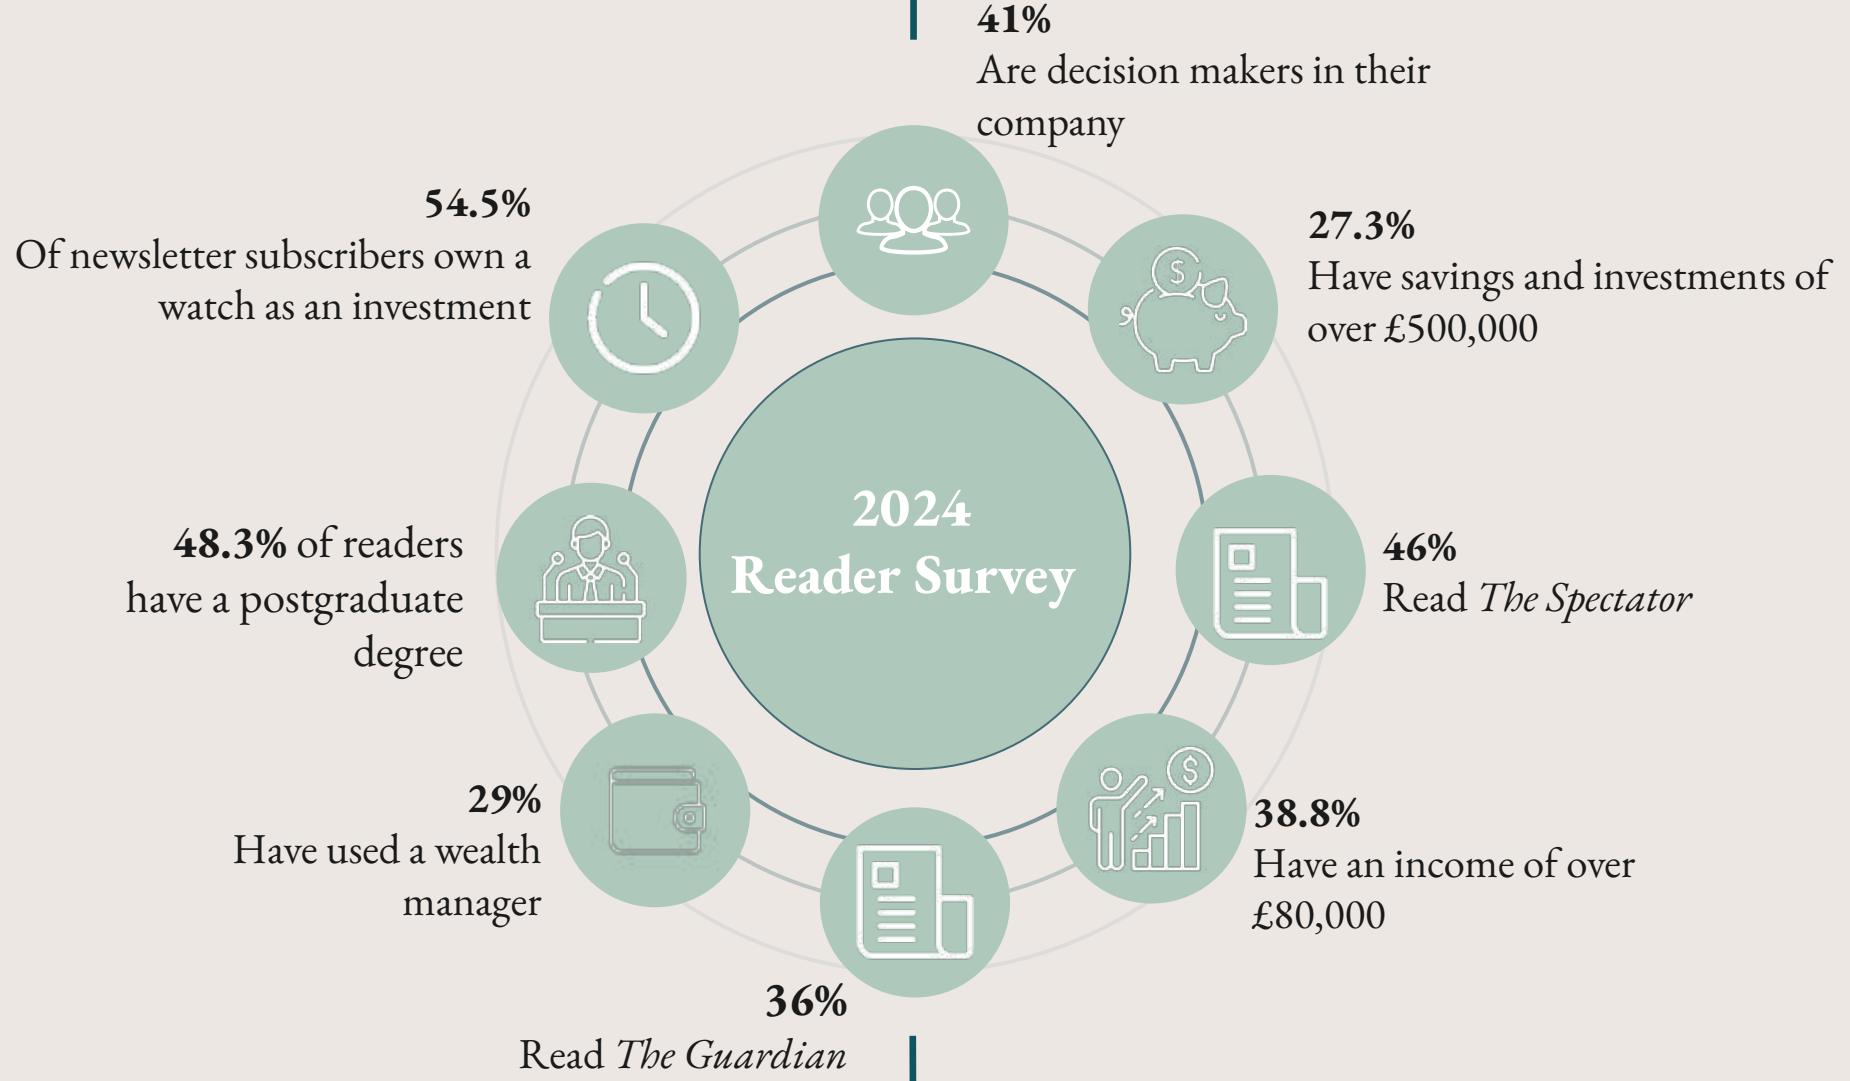 41%
Are decision makers in their
company
27.3%
Have savings and investments of
over £500,000
46%
Read The Spectator
38.8%
Have an income of over
£80,000
36%
Read The Guardian
29%
Have used a wealth
manager
48.3% of readers
have a postgraduate
degree
54.5%
Of newsletter subscribers own a
watch as an investment
2024
Reader Survey
$
$